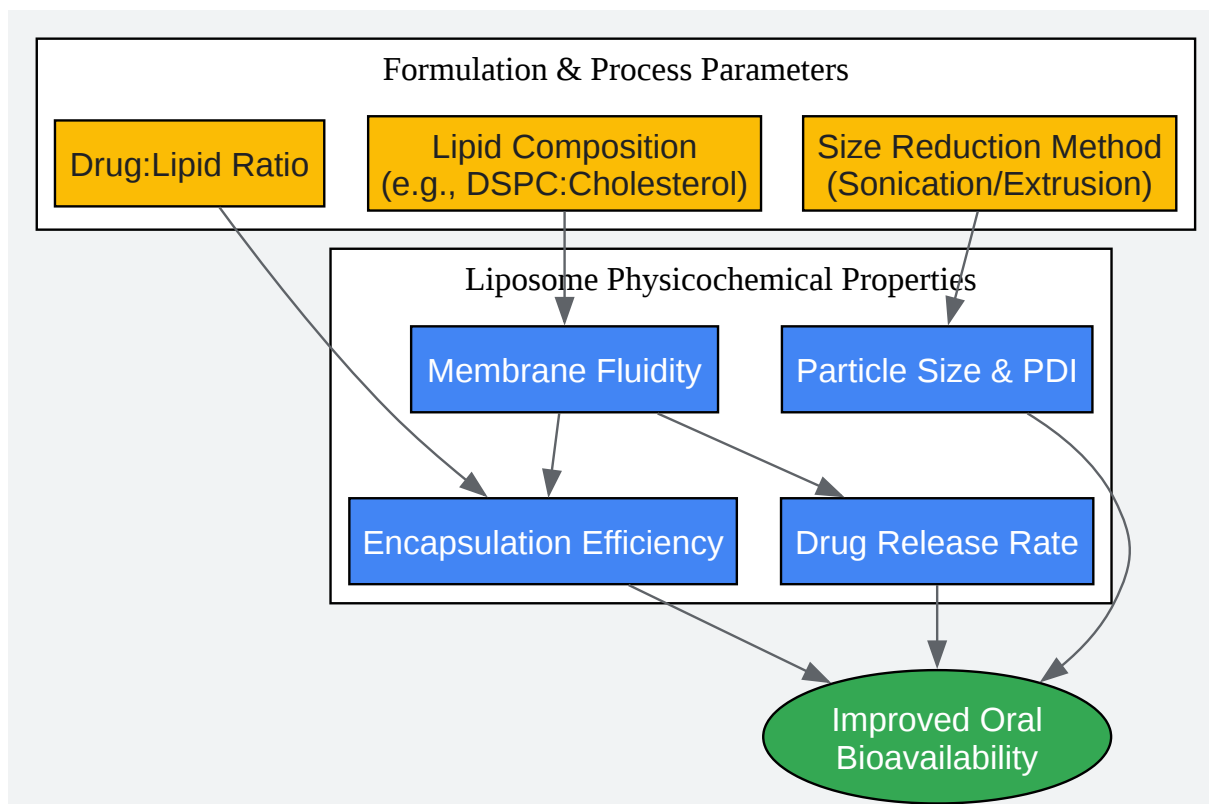 Formulation & Process Parameters
Drug:Lipid Ratio
Lipid Composition
(e.g., DSPC:Cholesterol)
Size Reduction Method
(Sonication/Extrusion)
Liposome Physicochemical Properties
Membrane Fluidity
Particle Size & PDI
Encapsulation Efficiency
Drug Release Rate
Improved Oral
Bioavailability